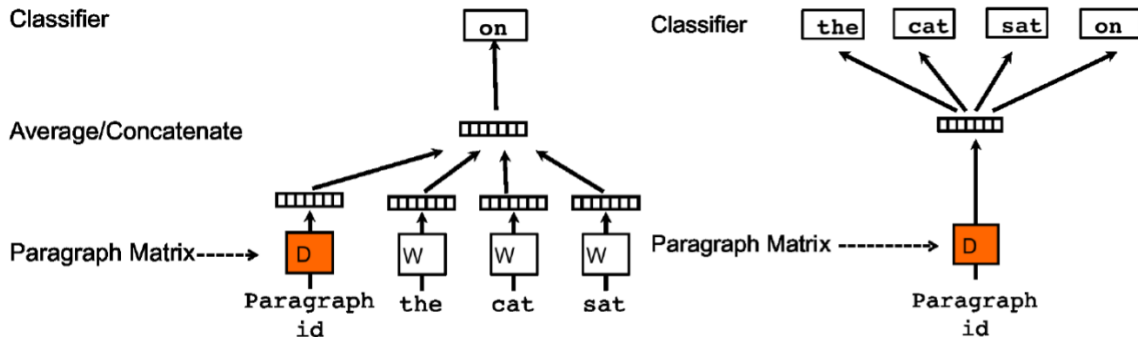 Classifier
on
Average/Concatenate
Paragraph Matrix
D
W
W
W
Paragraph
id
the
cat
sat
Classifier
the
cat
sat
on
Paragraph Matrix
D
Paragraph
id